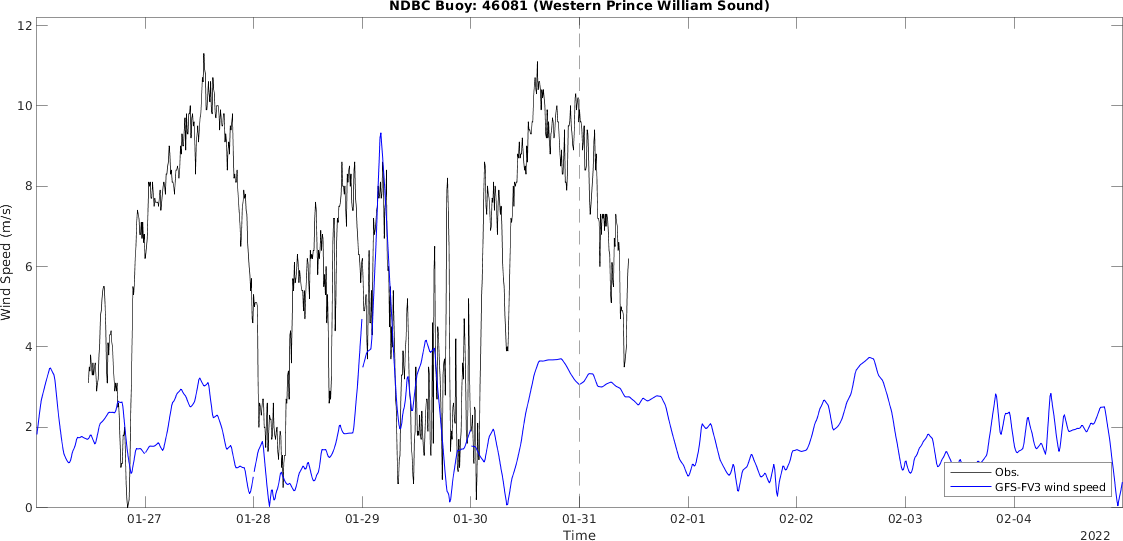 NDBC Buoy: 46081 (Western Prince William Sound)
12
10
8
6
4
2
0
Wind Speed (m/s)
01-27 01-28 01-29 01-30 01-31 02-01 02-02 02-03 02-04
Time
2022
Obs.
GFS-FV3 wind speed